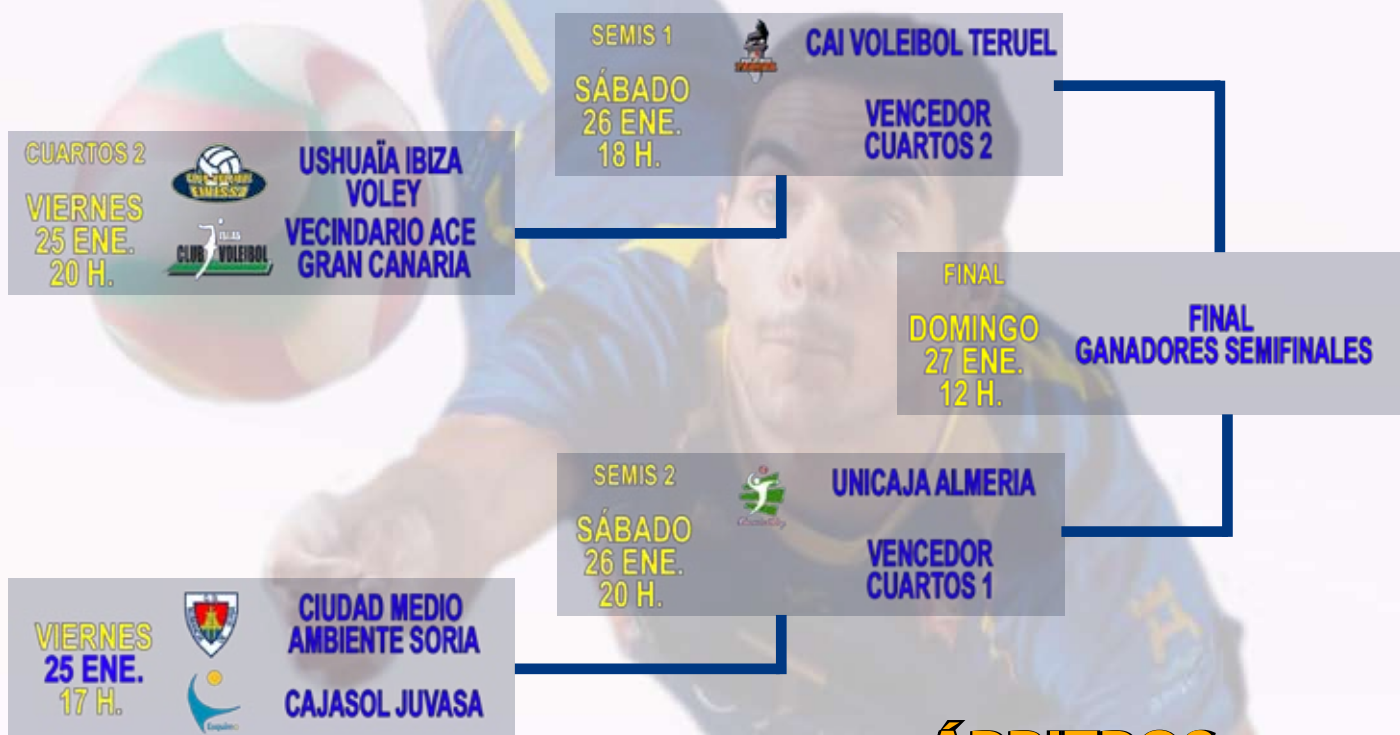 SEMIS 1
SÁBADO
26 ENE.
18 H.
CAI VOLEIBOL TERUEL
VENCEDOR
CUARTOS 2
CUARTOS 2
VIERNES
25 ENE.
20 H.
CLUB VOLEIBOL
USHUAÏA IBIZA
VOLEY
VECINDARIO ACE
GRAN CANARIA
FINAL
DOMINGO
27 ENE.
12 H.
FINAL
GANADORES SEMIFINALES
SEMIS 2
SÁBADO
26 ENE.
20 H.
UNICAJA ALMERIA
VENCEDOR
CUARTOS 1
VIERNES
25 ENE.
17 H.
CIUDAD MEDIO
AMBIENTE SORIA
CAJASOL JUVASA
ÁRBITROS